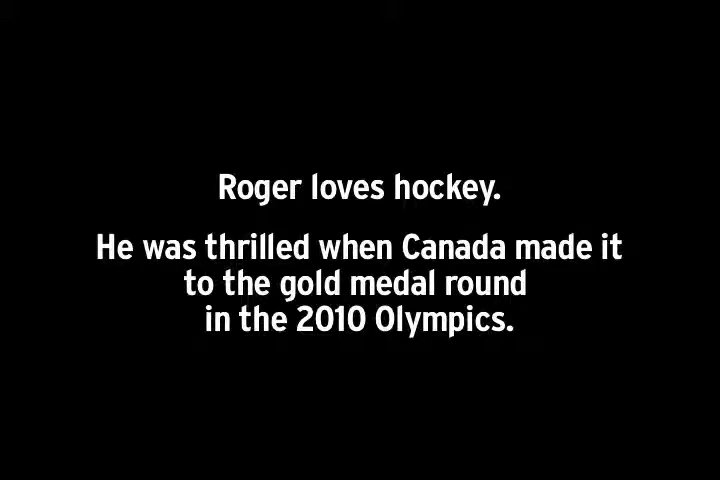 Roger loves hockey.
He was thrilled when Canada made it
to the gold medal round
in the 2010 Olympics.